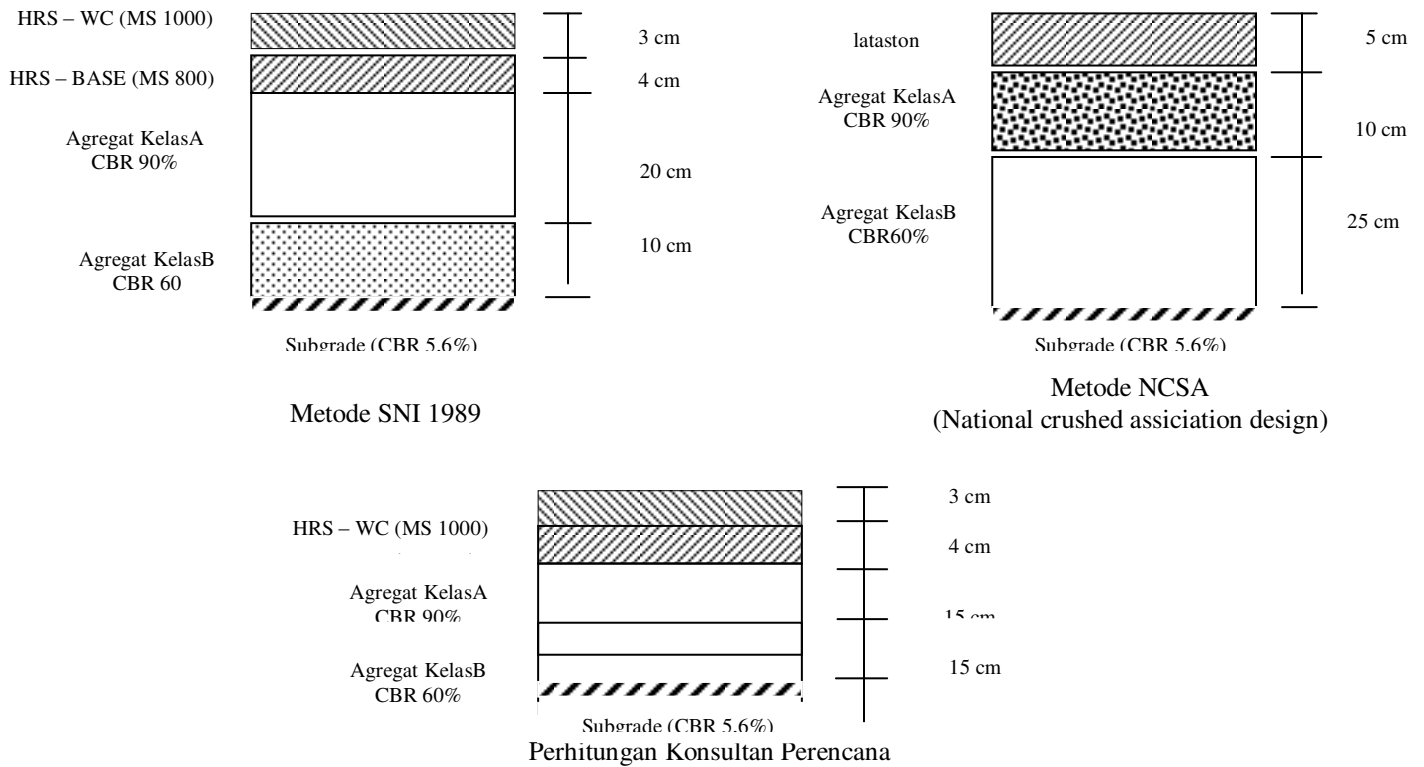 HRS – WC (MS 1000)
3 cm
HRS – BASE (MS 800)
4 cm
Agregat KelasA
CBR 90%
20 cm
Agregat KelasB
CBR 60
10 cm
Subgrade (CBR 5.6%)
Metode SNI 1989
lataston
5 cm
Agregat KelasA
CBR 90%
10 cm
Agregat KelasB
CBR60%
25 cm
Subgrade (CBR 5.6%)
Metode NCSA
(National crushed assiciation design)
3 cm
HRS – WC (MS 1000)
4 cm
Agregat KelasA
CBR 90%
15 cm
Agregat KelasB
CBR 60%
15 cm
Subgrade (CBR 5.6%)
Perhitungan Konsultan Perencana